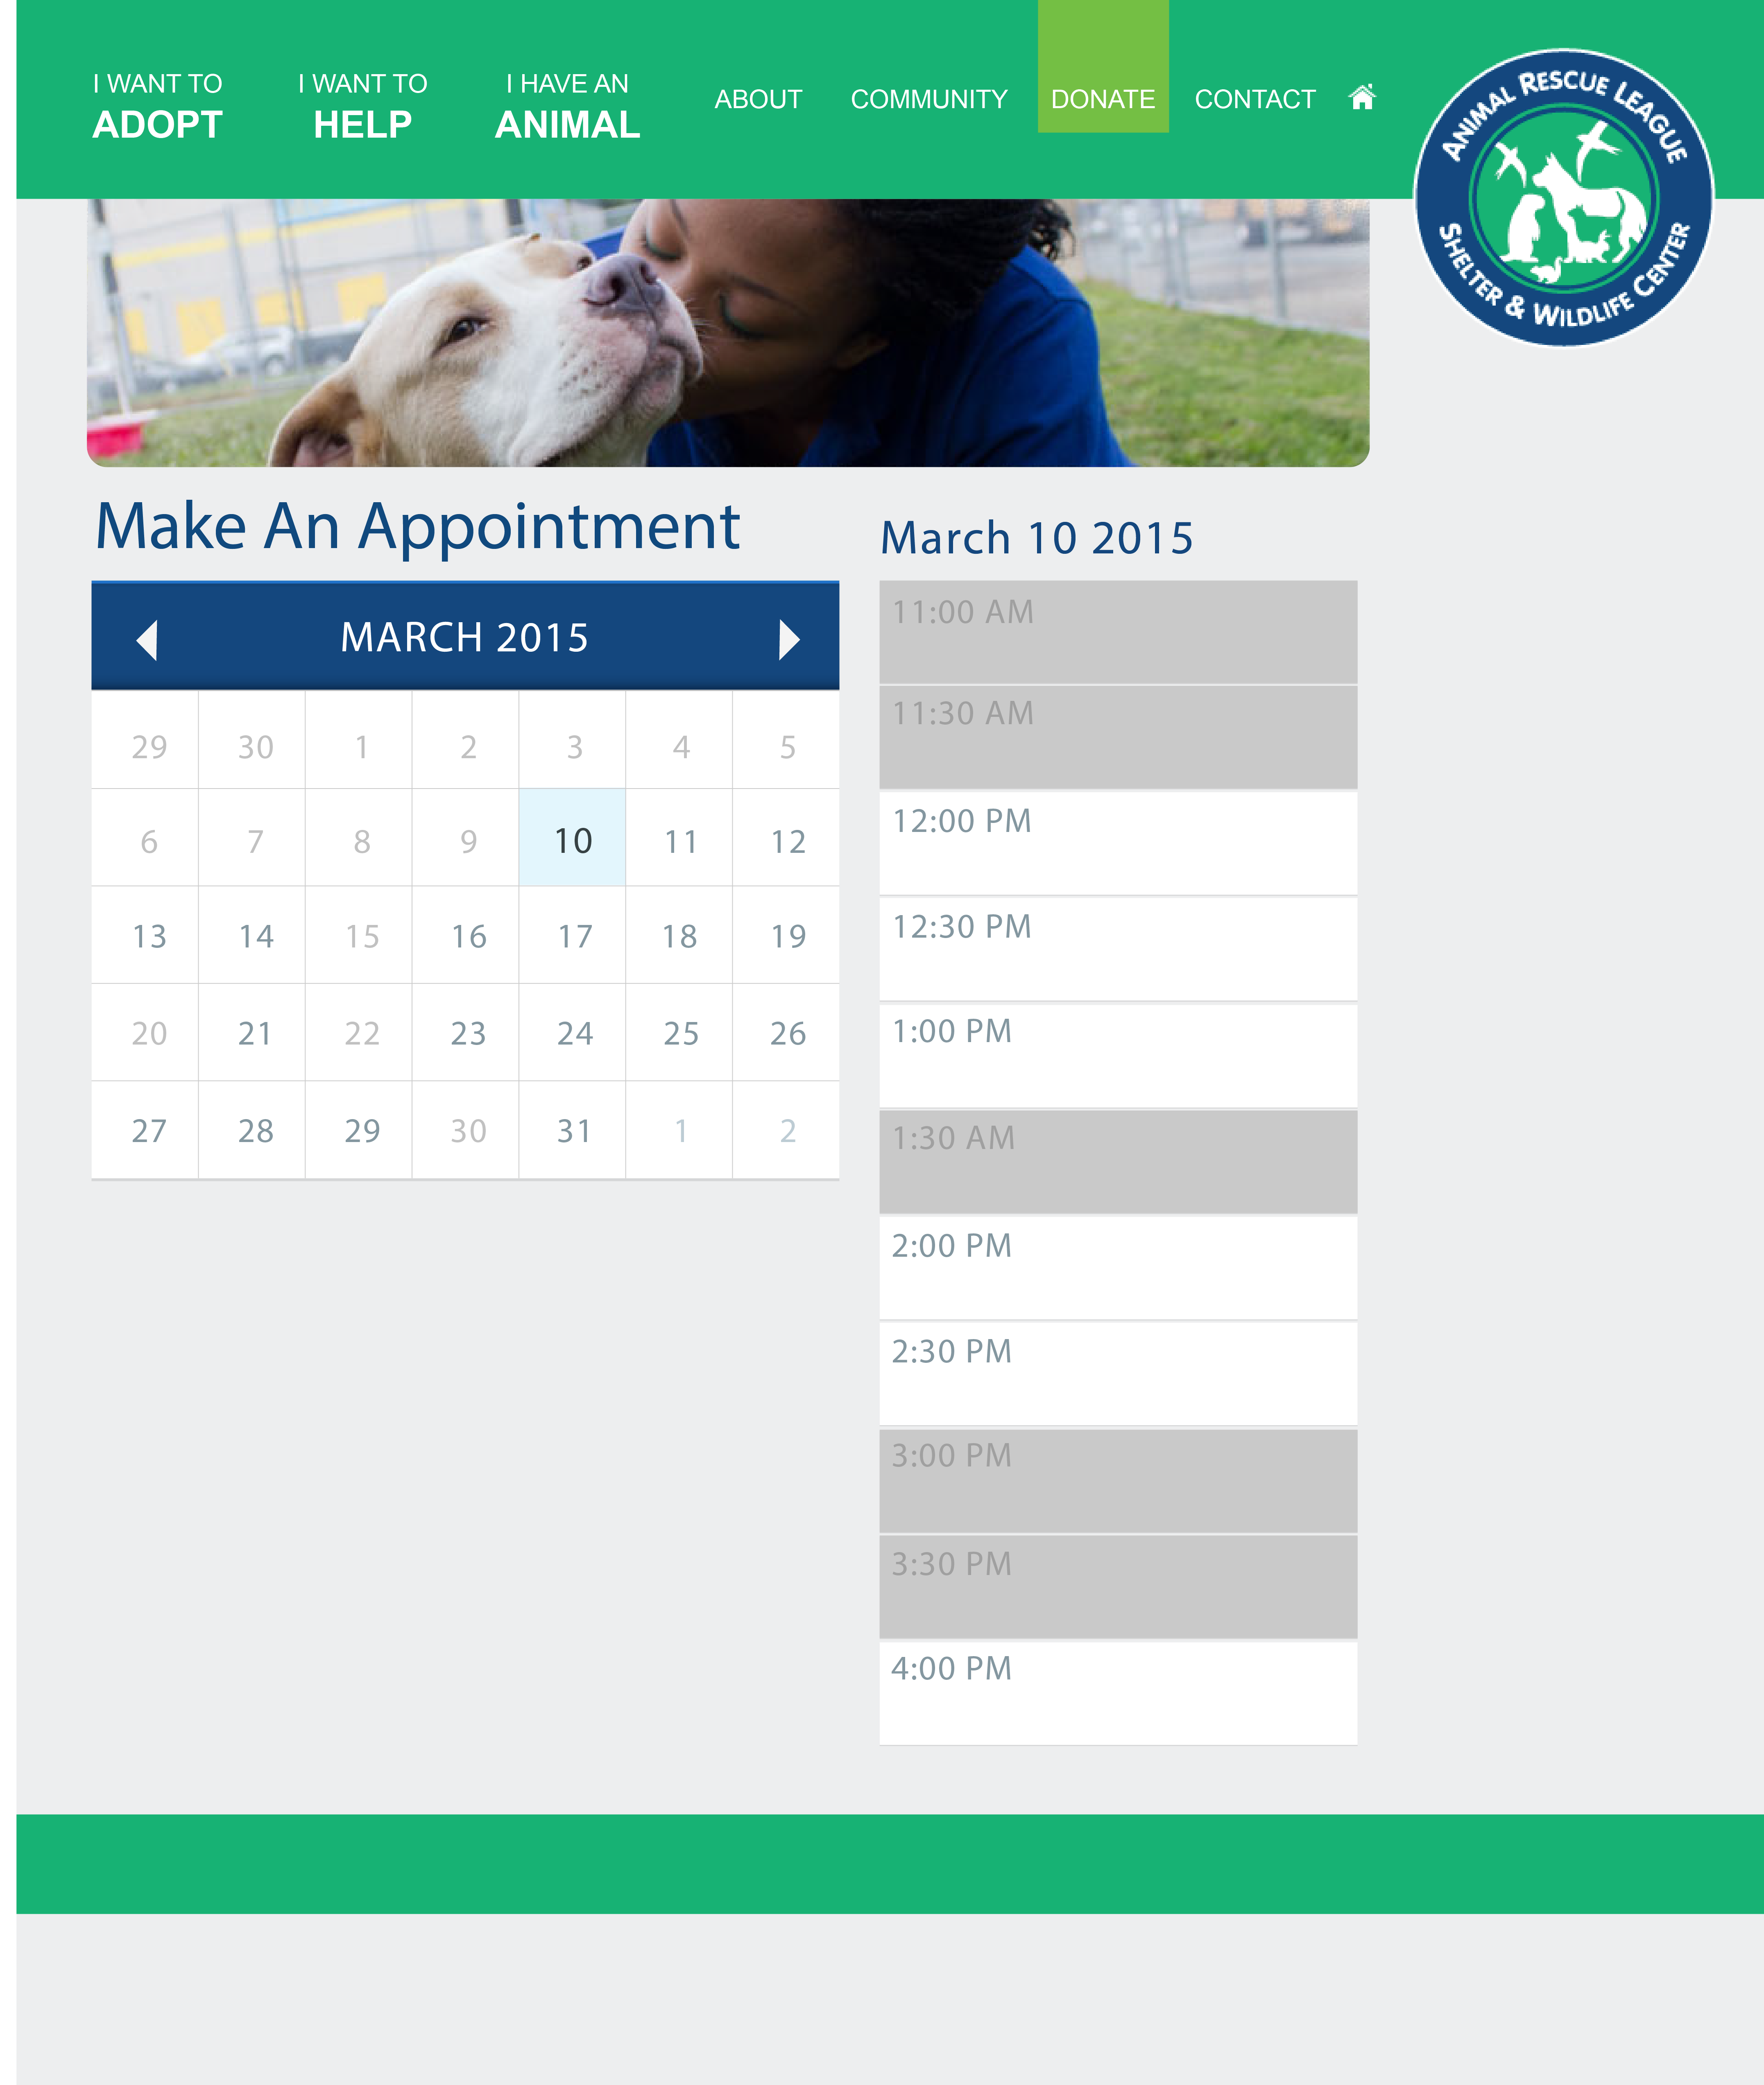 I WANT TO
ADOPT
I WANT TO
HELP
I HAVE AN
ANIMAL
ABOUT
COMMUNITY
DONATE
CONTACT
ANIMAL RESCUE LEAGUE
SHELTER & WILDLIFE CENTER
Make An Appointment
MARCH 2015
29 30 1 2 3 4 5
6 7 8 9 10 11 12
13 14 15 16 17 18 19
20 21 22 23 24 25 26
27 28 29 30 31 1 2
March 10 2015
11:00 AM
11:30 AM
12:00 PM
12:30 PM
1:00 PM
1:30 AM
2:00 PM
2:30 PM
3:00 PM
3:30 PM
4:00 PM